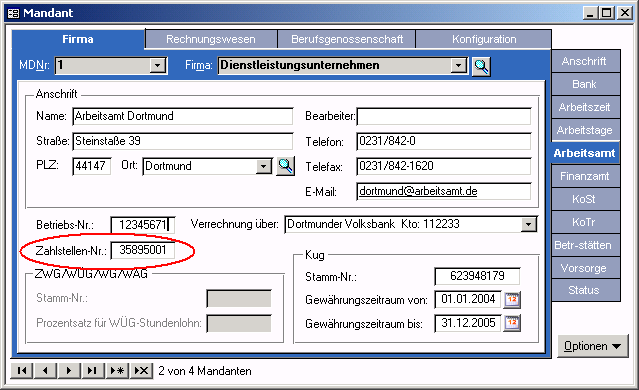 Mandant
Firma Rechnungswesen Berufsgenossenschaft Konfiguration
MDNr: 1 Firma: Dienstleistungsunternehmen
Anschrift
Name: Arbeitsamt Dortmund Bearbeiter:
Straße: Steinstaße 39 Telefon: 0231/842-0
PLZ: 44147 Ort: Dortmund Telefax: 0231/842-1620
E-Mail: dortmund@arbeitsamt.de
Betriebs-Nr.: 12345671 Verrechnung über: Dortmunder Volksbank Kto: 112233
Zahlstellen-Nr.: 35895001
ZWG/WÜG/WG/WAG
Stamm-Nr.:
Prozentsatz für WÜG-Stundenlohn:
Kug
Stamm-Nr.: 623948179
Gewährungszeitraum von: 01.01.2004
Gewährungszeitraum bis: 31.12.2005
Anschrift
Bank
Arbeitszeit
Arbeitstage
Arbeitsamt
Finanzamt
KoSt
KoTr
Betr-stätten
Vorsorge
Status
Optionen
2 von 4 Mandanten